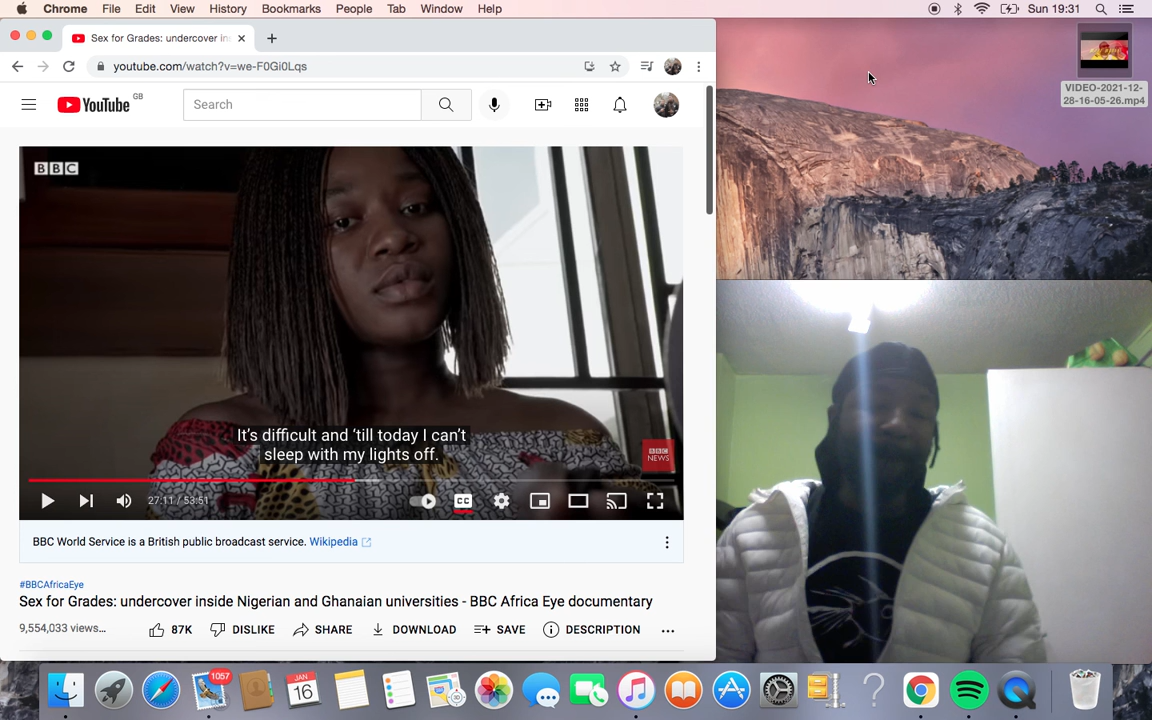 Chrome File Edit View History Bookmarks People Tab Window Help Sun 19:31
Sex for Grades: undercover in
youtube.com/watch?v=we-F0Gi0Lqs
YouTube GB Search
VIDEO-2021-12-
28-16-05-26.mp4
BBC
It's difficult and 'till today I can't
sleep with my lights off.
BBC
NEWS
27:11 / 53:51
BBC World Service is a British public broadcast service. Wikipedia
#BBCAfricaEye
Sex for Grades: undercover inside Nigerian and Ghanaian universities - BBC Africa Eye documentary
9,554,033 views... 87K DISLIKE SHARE DOWNLOAD SAVE DESCRIPTION
1057
JAN
16